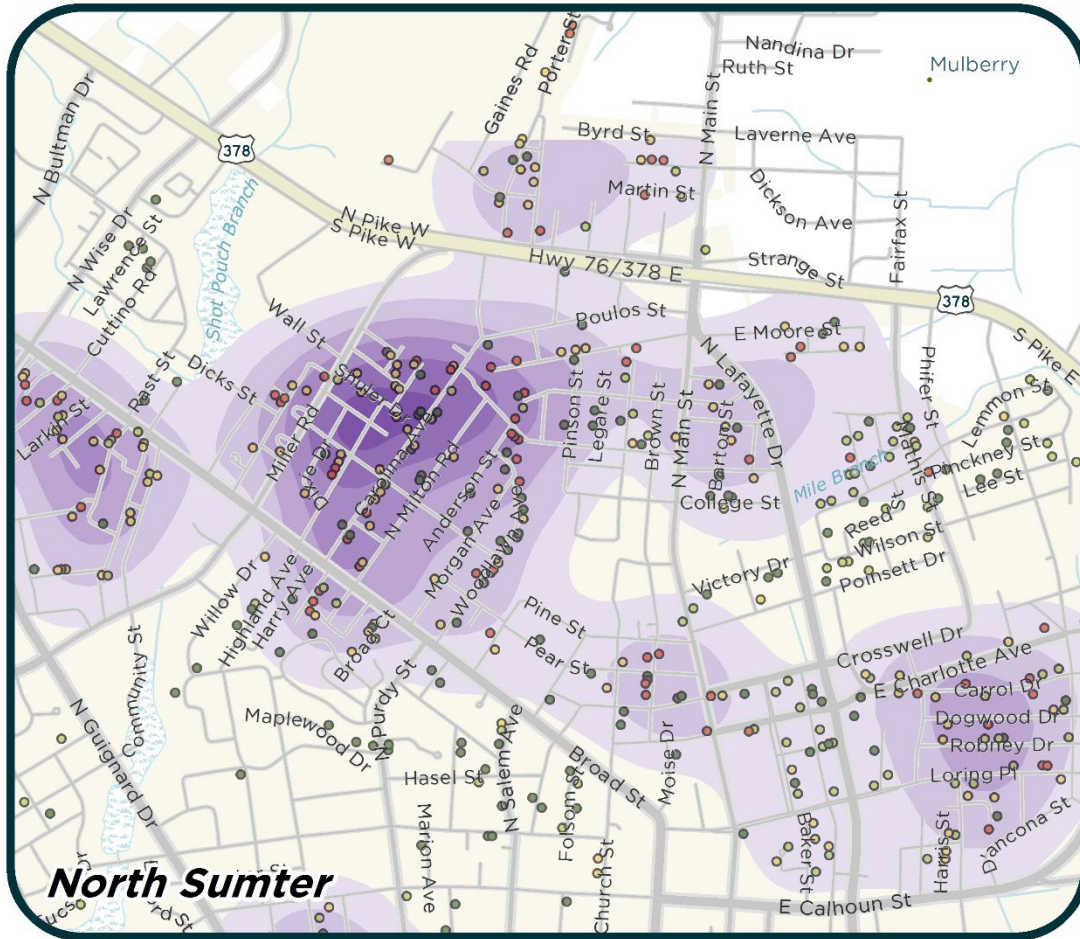 Nandina Dr
Ruth St
Mulberry
Porter St
Gaines Rd
N Main St
N Bultman Dr
Byrd St
Laverne Ave
378
Martin St
Dickson Ave
Fairfax St
Shot Pouch Branch
N Pike W
S Pike W
N Wise Dr
Lawrence St
Cuttino Rd
Hwy 76/378 E
Strange St
378
Wall St
Poulos St
E Moore St
S Pike E
Dicks St
Rast St
N Lafayette Dr
Phifer St
Shuler Dr
Lemmon St
Larkin St
Pinson St
Legare St
Brown St
N Main St
Barton St
Miller Rd
Dixie Dr
Carolina Ave
N Milton Rd
Anderson St
Mathis St
Pinckney St
Mile Branch
Lee St
College St
Reed St
Wilson St
Morgan Ave
Woodlawn Ave
Victory Dr
Poinsett Dr
Willow Dr
Highland Ave
Harry Ave
Broad Ct
Pine St
Pear St
Crosswell Dr
E Charlotte Ave
Carrol Dr
Community St
N Guignard Dr
N Purdy St
Maplewood Dr
Dogwood Dr
Robney Dr
Loring Pl
Hasel St
N Salem Ave
Broad St
Moise Dr
Folsom St
Marion Ave
Church St
Baker St
Harris St
D'ancona St
North Sumter
E Calhoun St